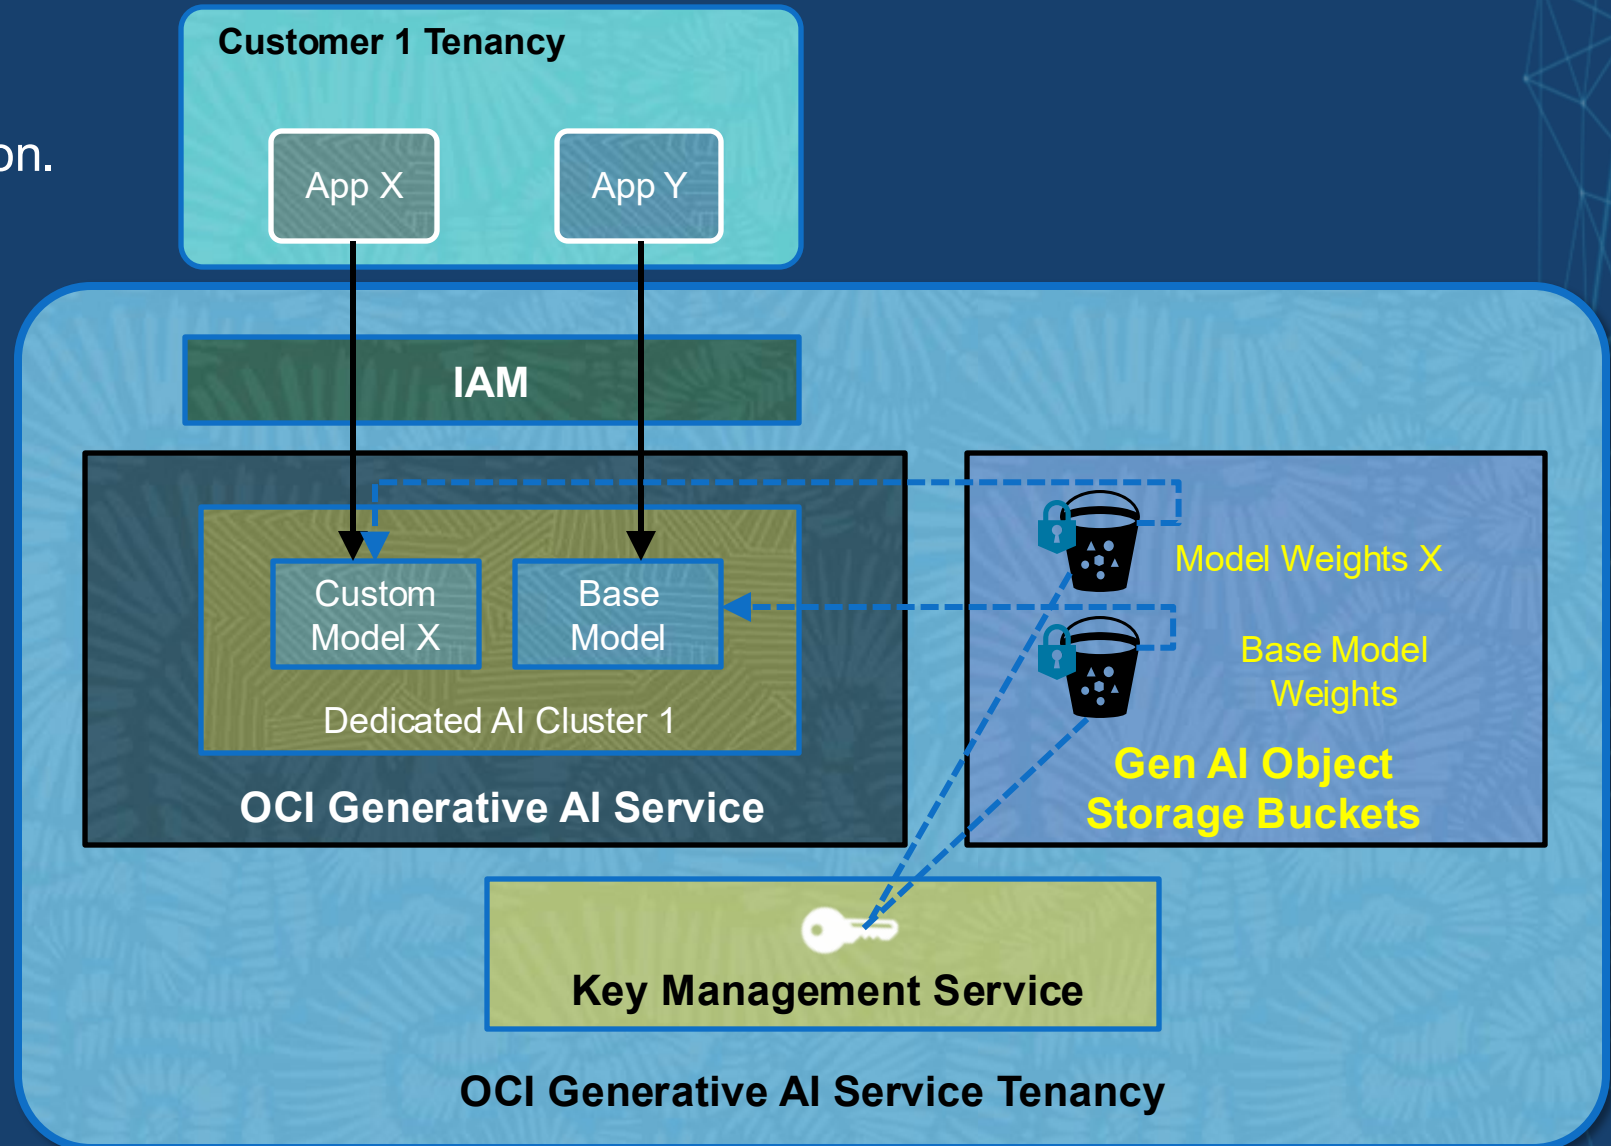 Customer 1 Tenancy
on.
App X
App Y
IAM
Custom
Model X
Base
Model
Dedicated AI Cluster 1
OCI Generative AI Service
Model Weights X
Base Model
Weights
Gen AI Object
Storage Buckets
Key Management Service
OCI Generative AI Service Tenancy